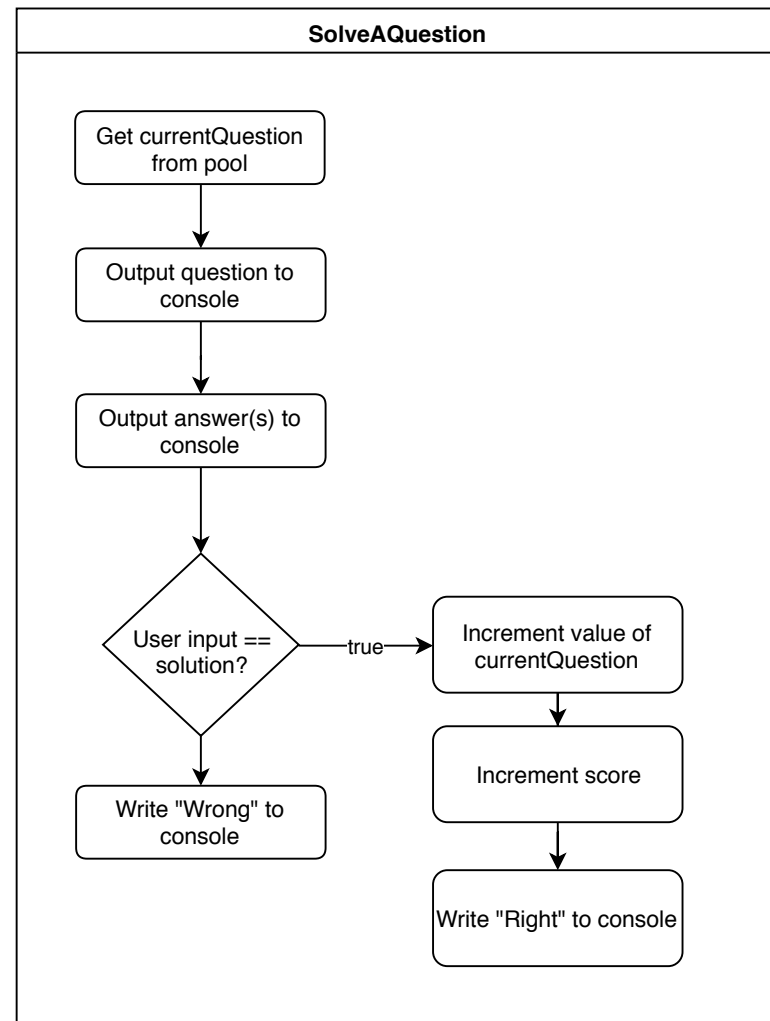 SolveAQuestion
Get currentQuestion
from pool
Output question to
console
Output answer(s) to
console
User input ==
solution?
true
Increment value of
currentQuestion
Increment score
Write "Wrong" to
console
Write "Right" to console